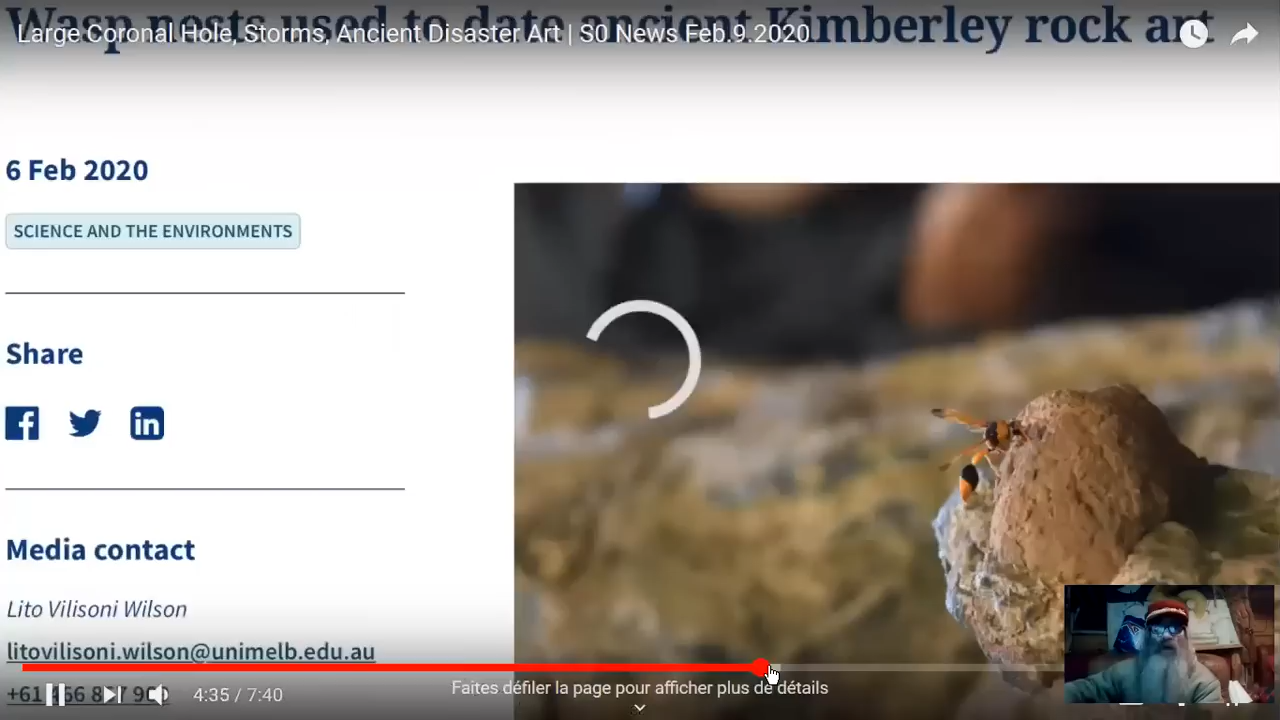 Wasp nests used to date ancient Kimberley rock art
Large Coronal Hole, Storms, Ancient Disaster Art | S0 News Feb.9.2020
6 Feb 2020
SCIENCE AND THE ENVIRONMENTS
Share
Media contact
Lito Vilisoni Wilson
litovilisoni.wilson@unimelb.edu.au
+61
4:35 / 7:40
Faites défiler la page pour afficher plus de détails